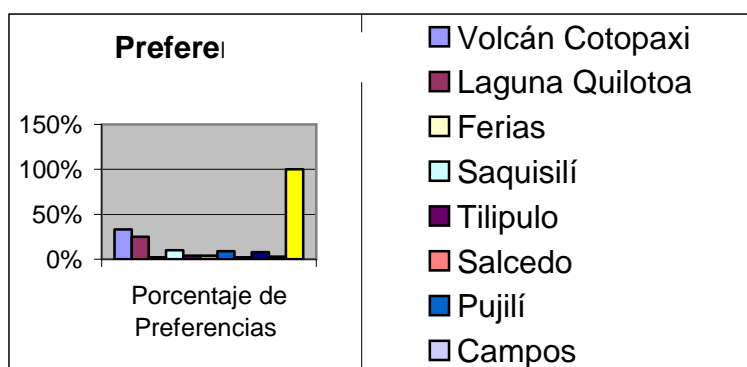 Prefere
150%
100%
50%
0%
Porcentaje de
Preferencias
Volcán Cotopaxi
Laguna Quilotoa
Ferias
Saquisilí
Tilipulo
Salcedo
Pujilí
Campos